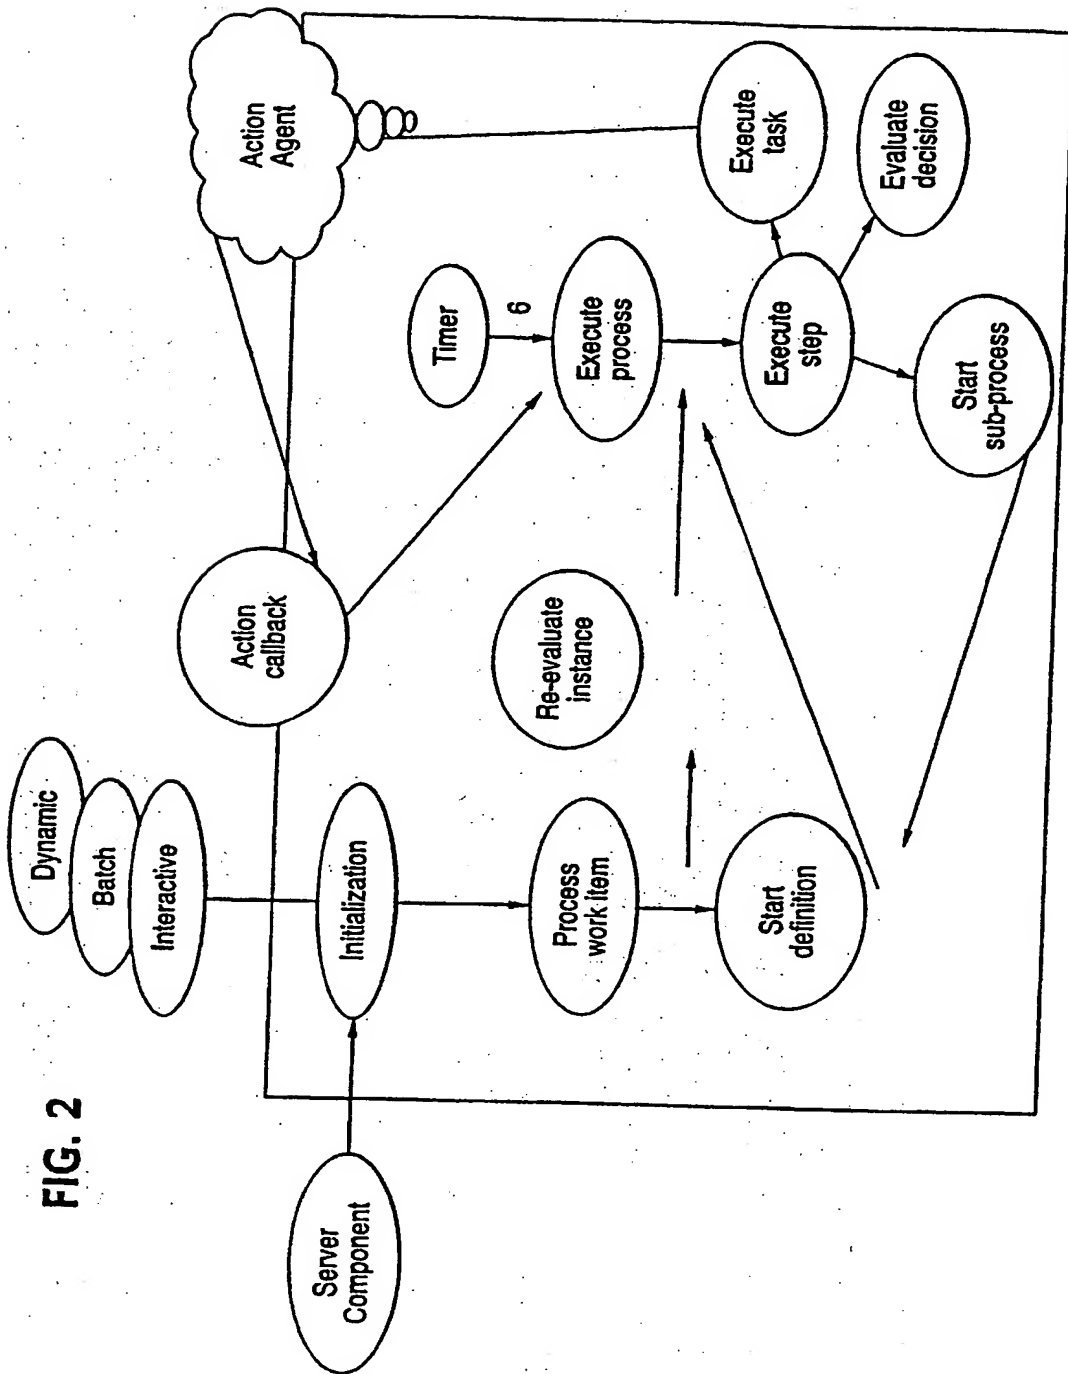 FIG. 2
Dynamic
Batch
Interactive
Action
callback
Action
Agent
Server
Component
Initialization
Timer
6
Process
work item
Re-evaluate
instance
Execute
process
Start
definition
Execute
step
Execute
task
Evaluate
decision
Start
sub-process